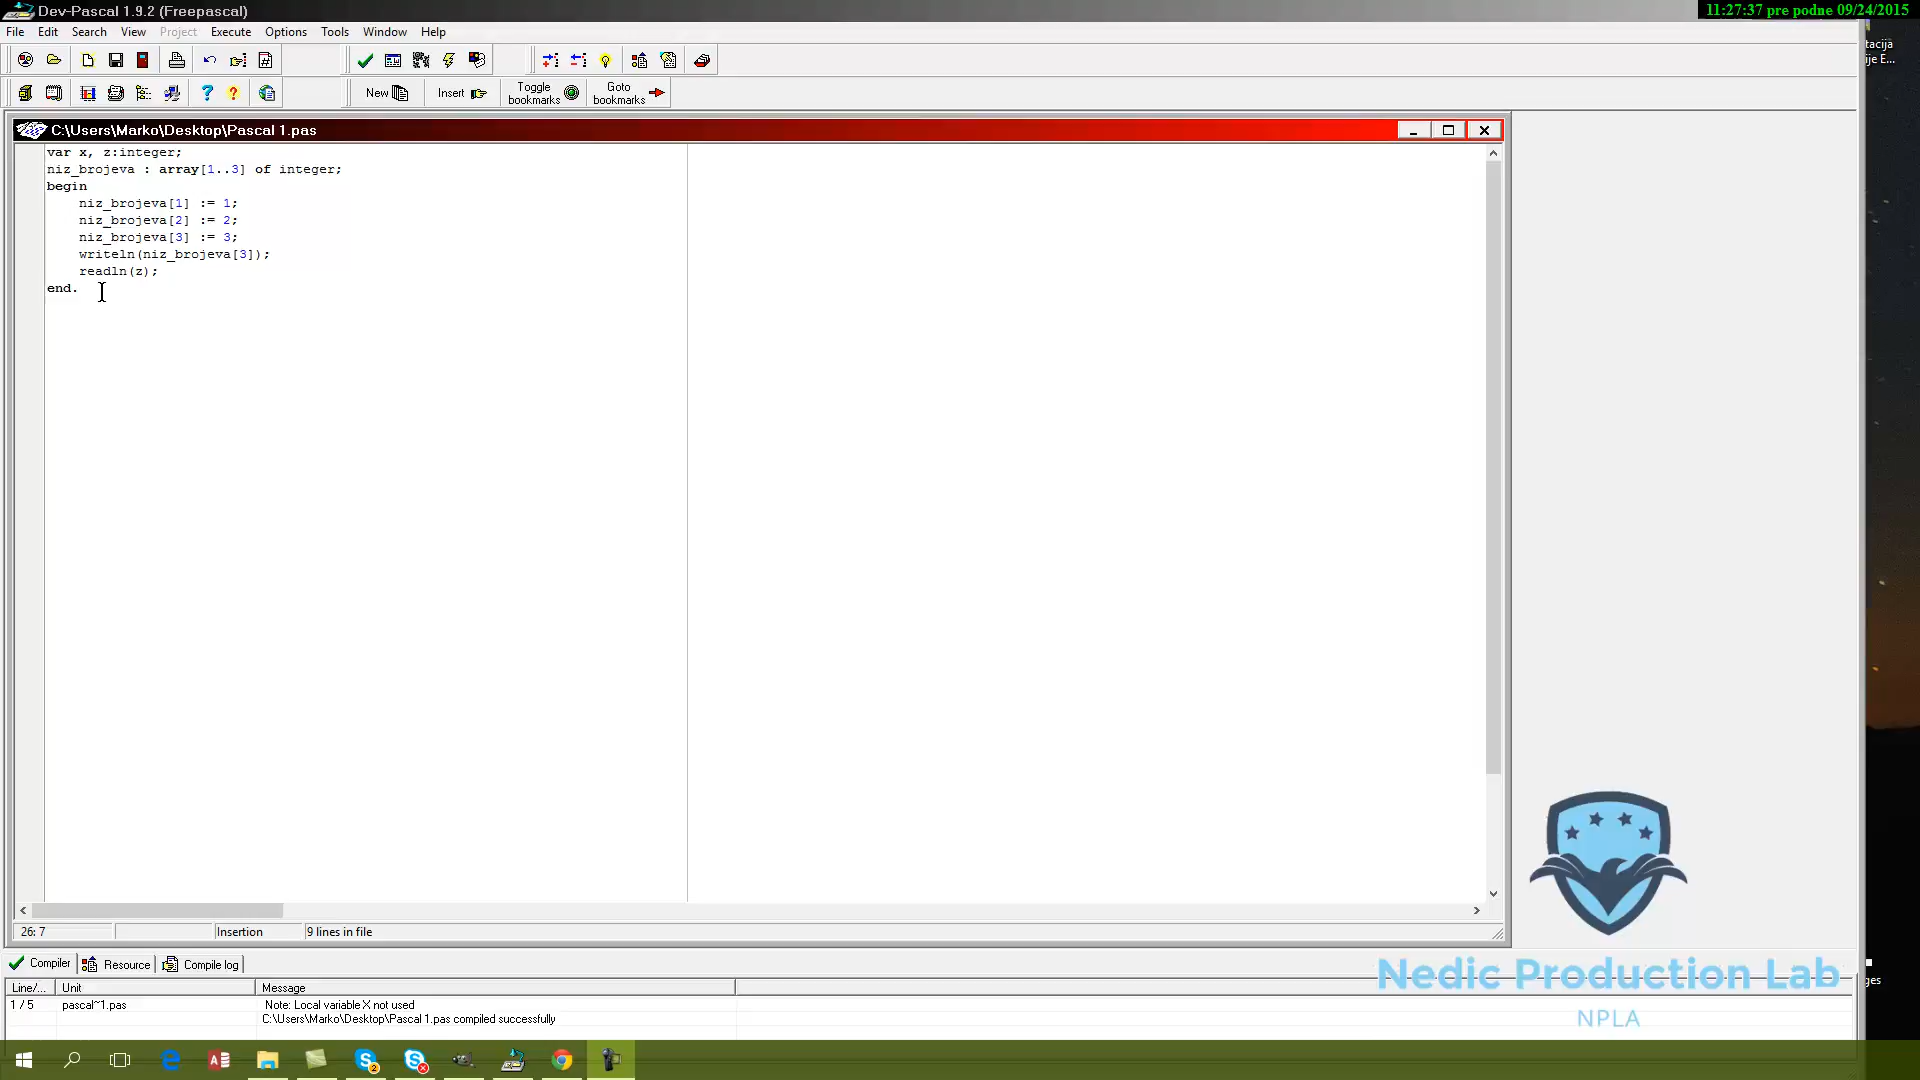 Dev-Pascal 1.9.2 (Freepascal)
11:27:37 pre podne 09/24/2015
File Edit Search View Project Execute Options Tools Window Help
tacija
ije E...
New Insert Toggle bookmarks Goto bookmarks
C:\Users\Marko\Desktop\Pascal 1.pas
var x, z:integer;
niz_brojeva : array[1..3] of integer;
begin
niz_brojeva[1] := 1;
niz_brojeva[2] := 2;
niz_brojeva[3] := 3;
writeln(niz_brojeva[3]);
readln(z);
end.
26: 7 Insertion 9 lines in file
Compiler Resource Compile log
Line/... Unit Message
1 / 5 pascal~1.pas Note: Local variable X not used
C:\Users\Marko\Desktop\Pascal 1.pas compiled successfully
Nedic Production Lab
NPLA
ges